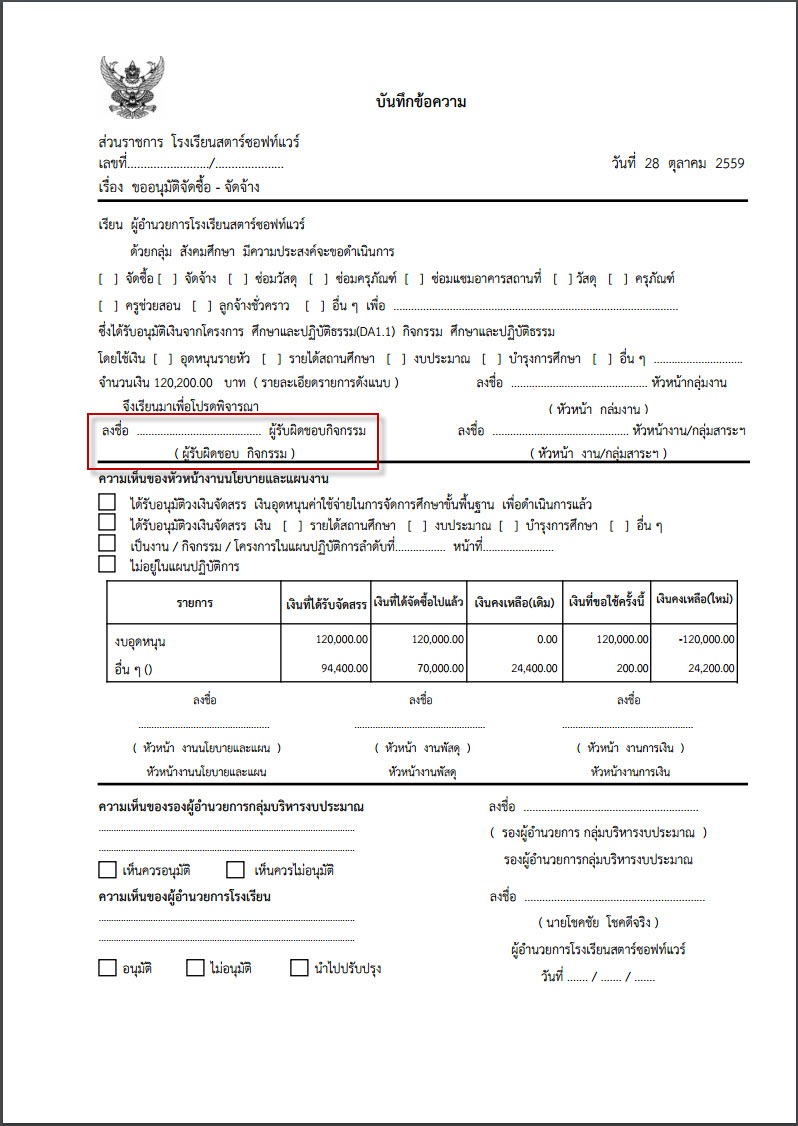 บันทึกข้อความ
ส่วนราชการ โรงเรียนสตาร์ซอฟท์แวร์
เลขที่........................./.....................
วันที่ 28 ตุลาคม 2559
เรื่อง ขออนุมัติจัดซื้อ - จัดจ้าง
เรียน ผู้อำนวยการโรงเรียนสตาร์ซอฟท์แวร์
ด้วยกลุ่ม สังคมศึกษา มีความประสงค์จะขอดำเนินการ
[ ] จัดซื้อ [ ] จัดจ้าง [ ] ซ่อมวัสดุ [ ] ซ่อมครุภัณฑ์ [ ] ซ่อมแซมอาคารสถานที่ [ ] วัสดุ [ ] ครุภัณฑ์
[ ] ครูช่วยสอน [ ] ลูกจ้างชั่วคราว [ ] อื่น ๆ เพื่อ ....................................................................................
ซึ่งได้รับอนุมัติเงินจากโครงการ ศึกษาและปฏิบัติธรรม(DA1.1) กิจกรรม ศึกษาและปฏิบัติธรรม
โดยใช้เงิน [ ] อุดหนุนรายหัว [ ] รายได้สถานศึกษา [ ] งบประมาณ [ ] บำรุงการศึกษา [ ] อื่น ๆ ...........................
จำนวนเงิน 120,200.00 บาท ( รายละเอียดรายการดังแนบ ) ลงชื่อ .......................................... หัวหน้ากลุ่มงาน
จึงเรียนมาเพื่อโปรดพิจารณา ( หัวหน้า กลุ่มงาน )
ลงชื่อ ...................................... ผู้รับผิดชอบกิจกรรม ลงชื่อ .......................................... หัวหน้างาน/กลุ่มสาระฯ
( ผู้รับผิดชอบ กิจกรรม ) ( หัวหน้า งาน/กลุ่มสาระฯ )
ความเห็นของหัวหน้างานนโยบายและแผนงาน
ได้รับอนุมัติวงเงินจัดสรร เงินอุดหนุนค่าใช้จ่ายในการจัดการศึกษาขั้นพื้นฐาน เพื่อดำเนินการแล้ว
ได้รับอนุมัติวงเงินจัดสรร เงิน [ ] รายได้สถานศึกษา [ ] งบประมาณ [ ] บำรุงการศึกษา [ ] อื่น ๆ
เป็นงาน / กิจกรรม / โครงการในแผนปฏิบัติการลำดับที่................ หน้าที่......................
ไม่อยู่ในแผนปฏิบัติการ
รายการ เงินที่ได้รับจัดสรร เงินที่ได้จัดซื้อไปแล้ว เงินคงเหลือ(เดิม) เงินที่ขอใช้ครั้งนี้ เงินคงเหลือ(ใหม่)
งบอุดหนุน 120,000.00 120,000.00 0.00 120,000.00 -120,000.00
อื่น ๆ () 94,400.00 70,000.00 24,400.00 200.00 24,200.00
ลงชื่อ ลงชื่อ ลงชื่อ
........................................ ........................................ ........................................
( หัวหน้า งานนโยบายและแผน ) ( หัวหน้า งานพัสดุ ) ( หัวหน้า งานการเงิน )
หัวหน้างานนโยบายและแผน หัวหน้างานพัสดุ หัวหน้างานการเงิน
ความเห็นของรองผู้อำนวยการกลุ่มบริหารงบประมาณ ลงชื่อ .....................................................
.............................................................................. ( รองผู้อำนวยการ กลุ่มบริหารงบประมาณ )
.............................................................................. รองผู้อำนวยการกลุ่มบริหารงบประมาณ
เห็นควรอนุมัติ เห็นควรไม่อนุมัติ
ความเห็นของผู้อำนวยการโรงเรียน ลงชื่อ .......................................................
.............................................................................. ( นายโชคชัย โชคดีจริง )
.............................................................................. ผู้อำนวยการโรงเรียนสตาร์ซอฟท์แวร์
อนุมัติ ไม่อนุมัติ นำไปปรับปรุง วันที่ ....... / ....... / .......